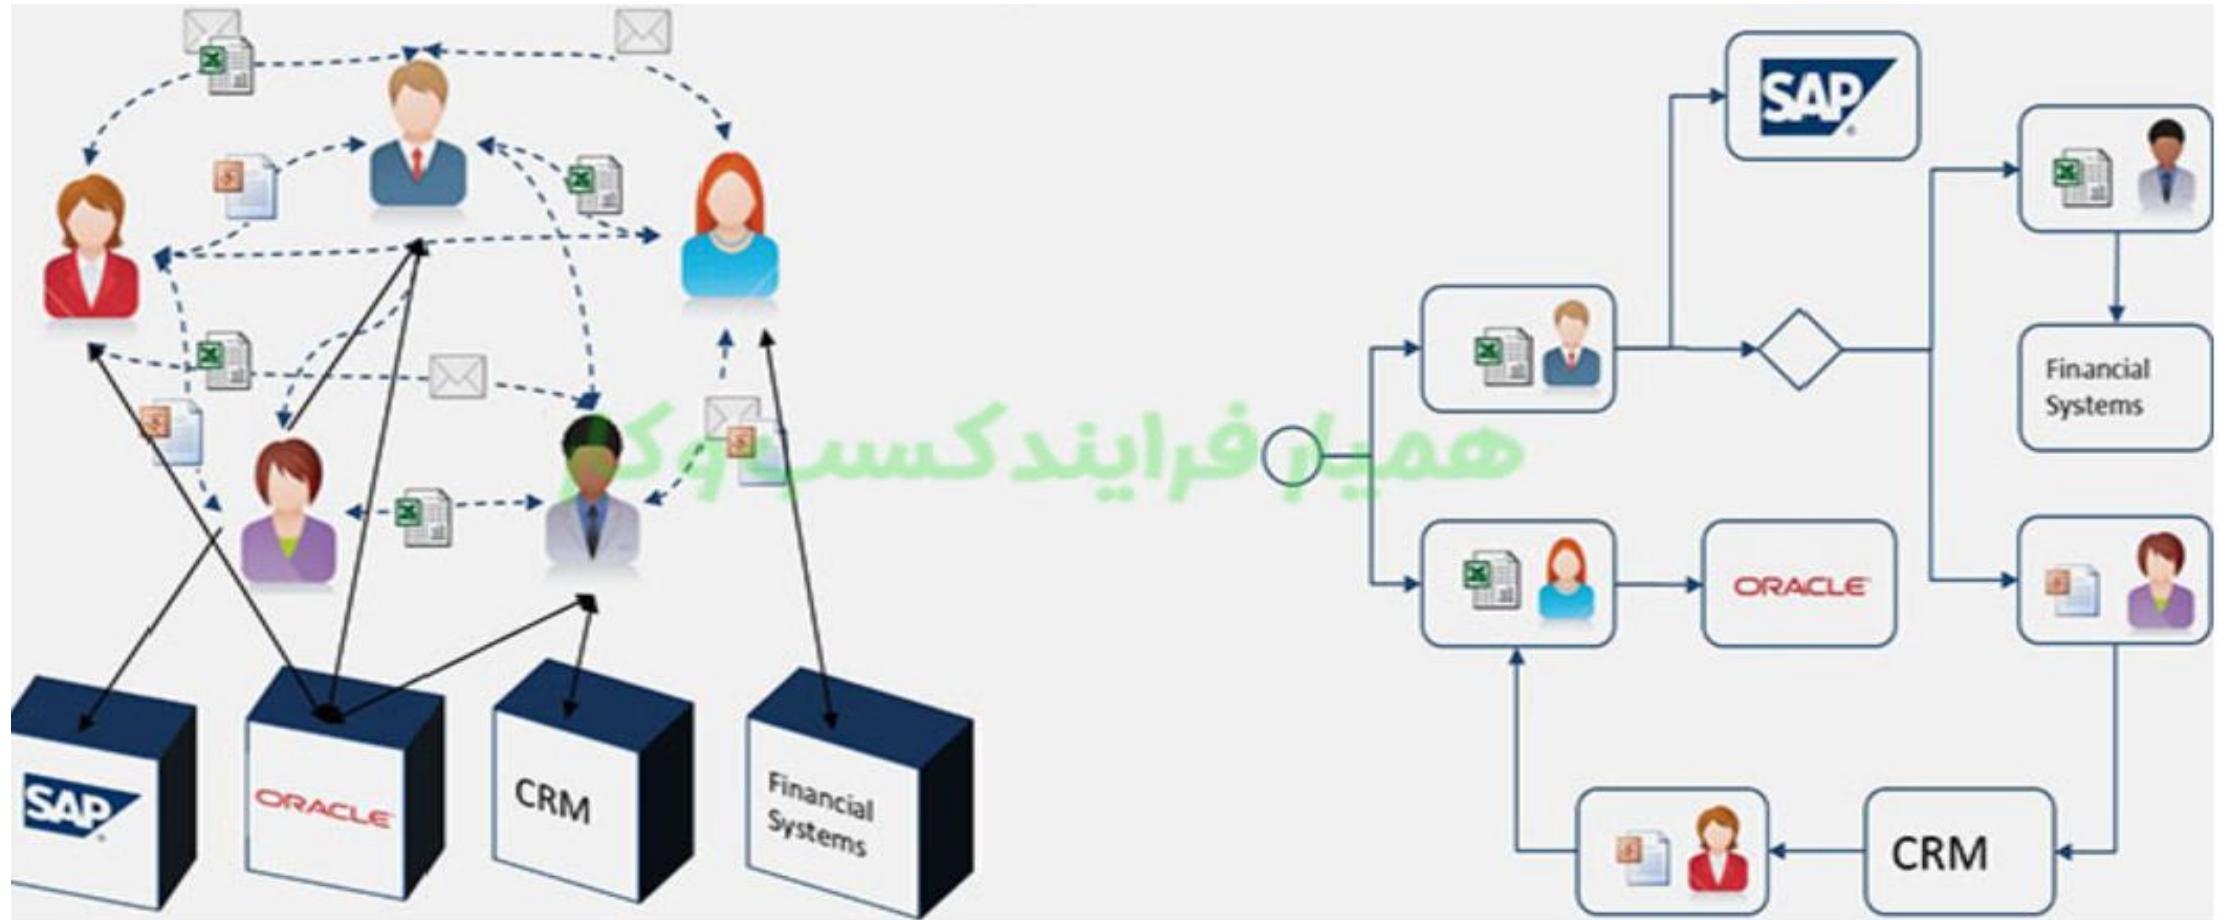 SAP
ORACLE
CRM
Financial
Systems
SAP
Financial
Systems
ORACLE
CRM
همیار فرایند کسب و کار